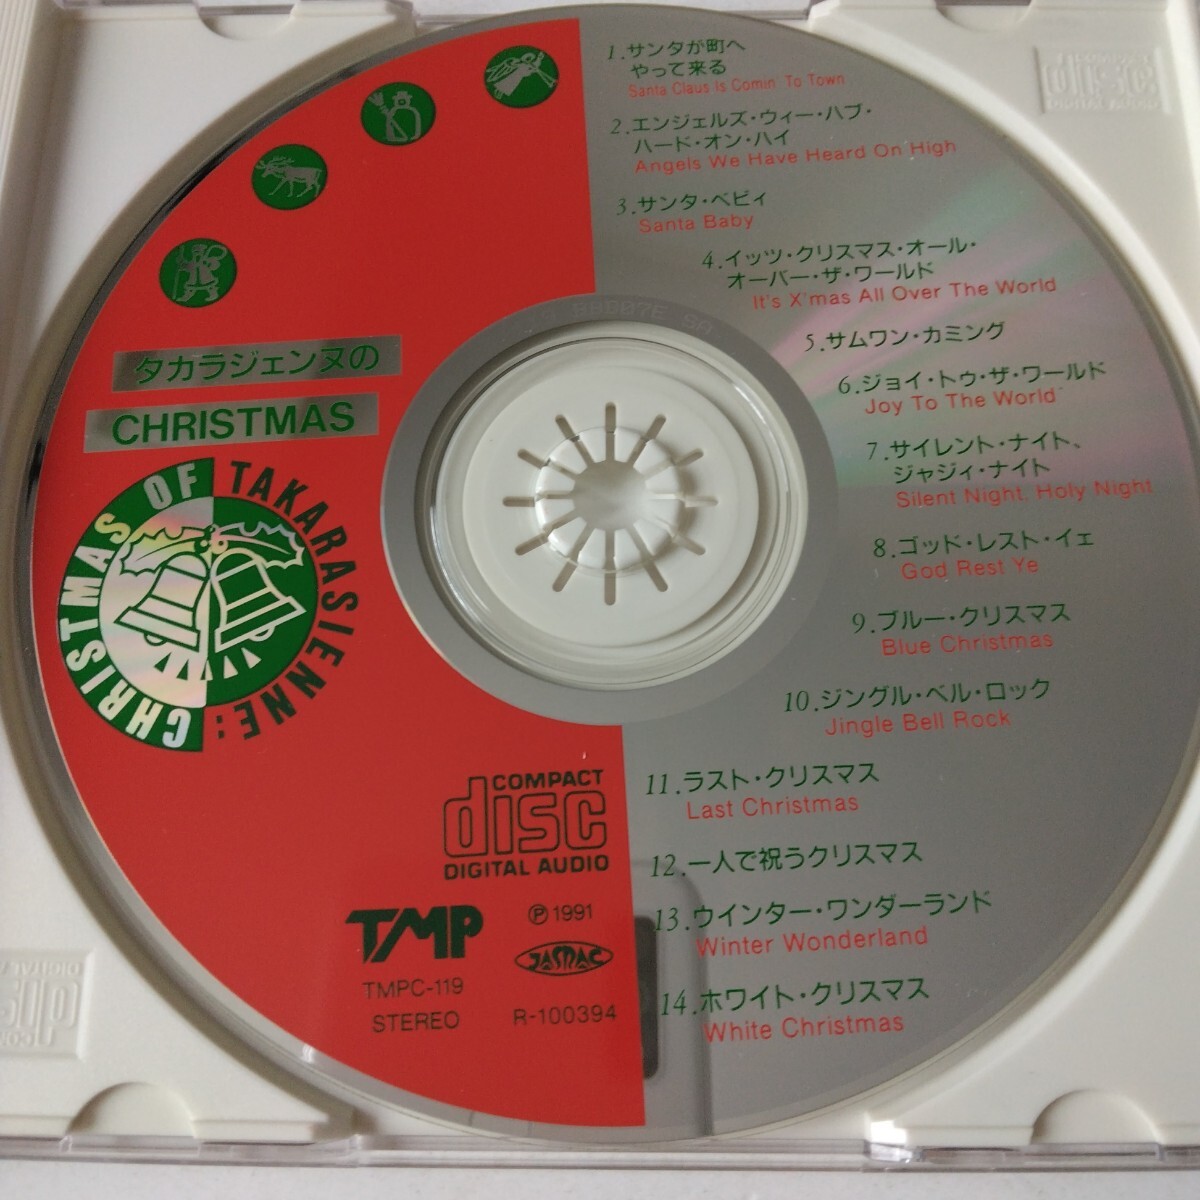 1.サンタが町へ
やって来る
Santa Claus Is Comin' To Town
2.エンジェルズ・ウィー・ハブ・
ハード・オン・ハイ
Angels We Have Heard On High
3.サンタ・ベビィ
Santa Baby
4.イッツ・クリスマス・オール・
オーバー・ザ・ワールド
It's X'mas All Over The World
5.サムワン・カミング
6.ジョイ・トゥ・ザ・ワールド
Joy To The World
7.サイレント・ナイト、
ジャジィ・ナイト
Silent Night, Holy Night
8.ゴッド・レスト・イェ
God Rest Ye
9.ブルー・クリスマス
Blue Christmas
10.ジングル・ベル・ロック
Jingle Bell Rock
11.ラスト・クリスマス
Last Christmas
12.一人で祝うクリスマス
13.ウインター・ワンダーランド
Winter Wonderland
14.ホワイト・クリスマス
White Christmas
タカラジェンヌの
CHRISTMAS
CHRISTMAS OF TAKARASIENNE:
COMPACT
disc
DIGITAL AUDIO
TMP
Ⓟ1991
JASRAC
TMPC-119
STEREO
R-100394
disc
DIGITAL AUDIO